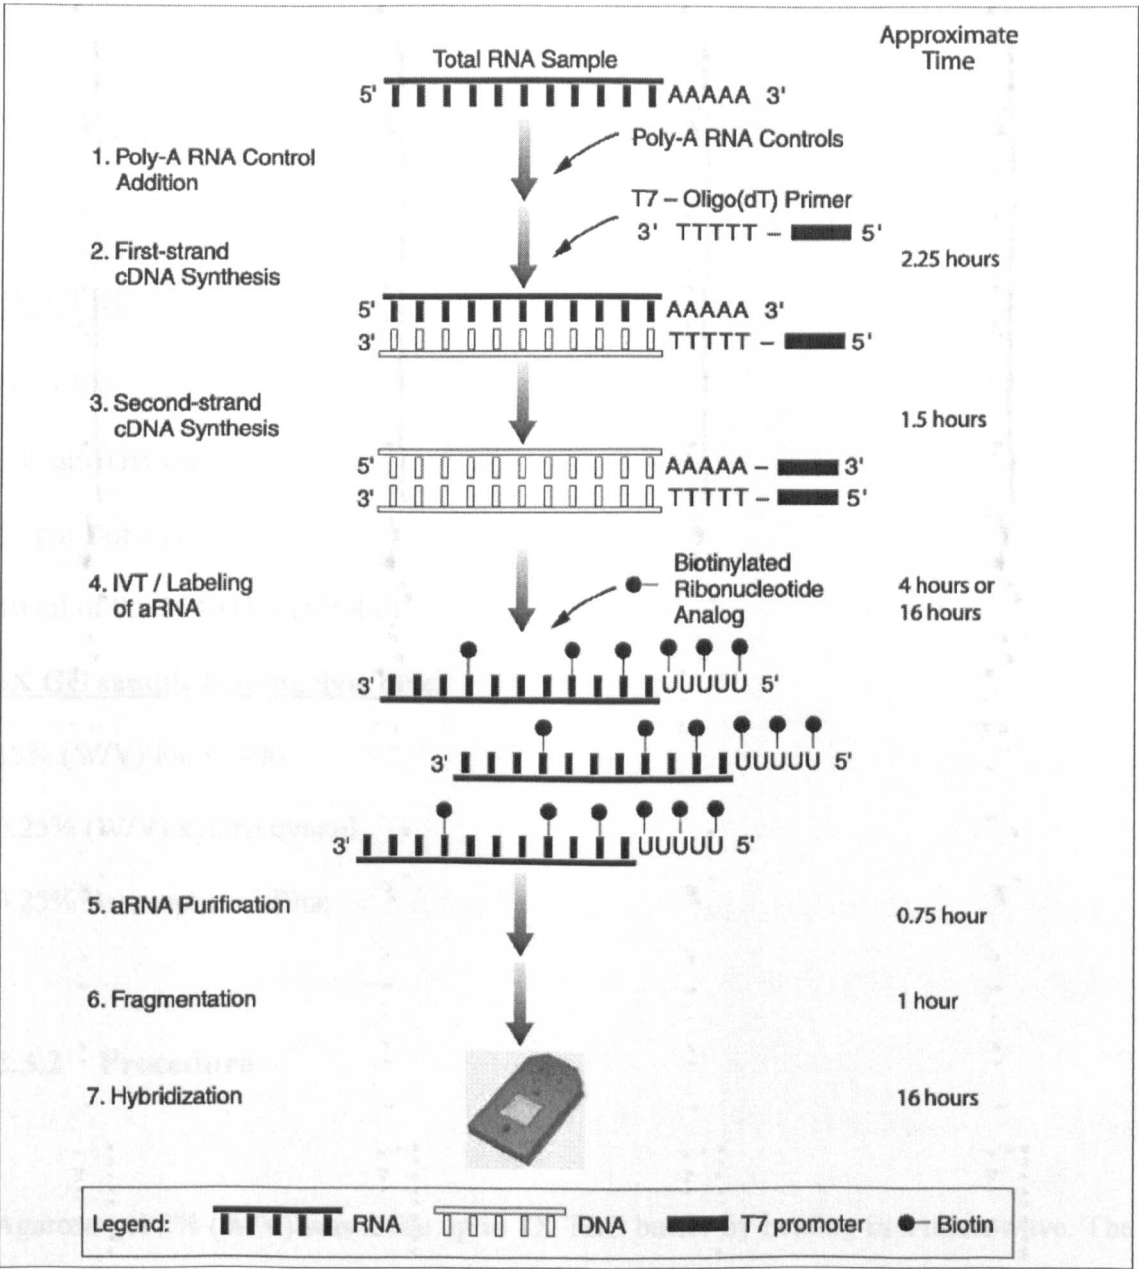 Approximate
Time
Total RNA Sample
5' AAAAA 3'
Poly-A RNA Controls
1. Poly-A RNA Control
Addition
T7 – Oligo(dT) Primer
3' TTTTT – 5'
2. First-strand
cDNA Synthesis
2.25 hours
5' AAAAA 3'
3' TTTTT – 5'
3. Second-strand
cDNA Synthesis
1.5 hours
5' AAAAA – 3'
3' TTTTT – 5'
4. IVT / Labeling
of aRNA
Biotinylated
Ribonucleotide
Analog
4 hours or
16 hours
3' UUUUU 5'
3' UUUUU 5'
3' UUUUU 5'
5. aRNA Purification
0.75 hour
6. Fragmentation
1 hour
2.3.2 Procedure
7. Hybridization
16 hours
Legend: RNA DNA T7 promoter Biotin